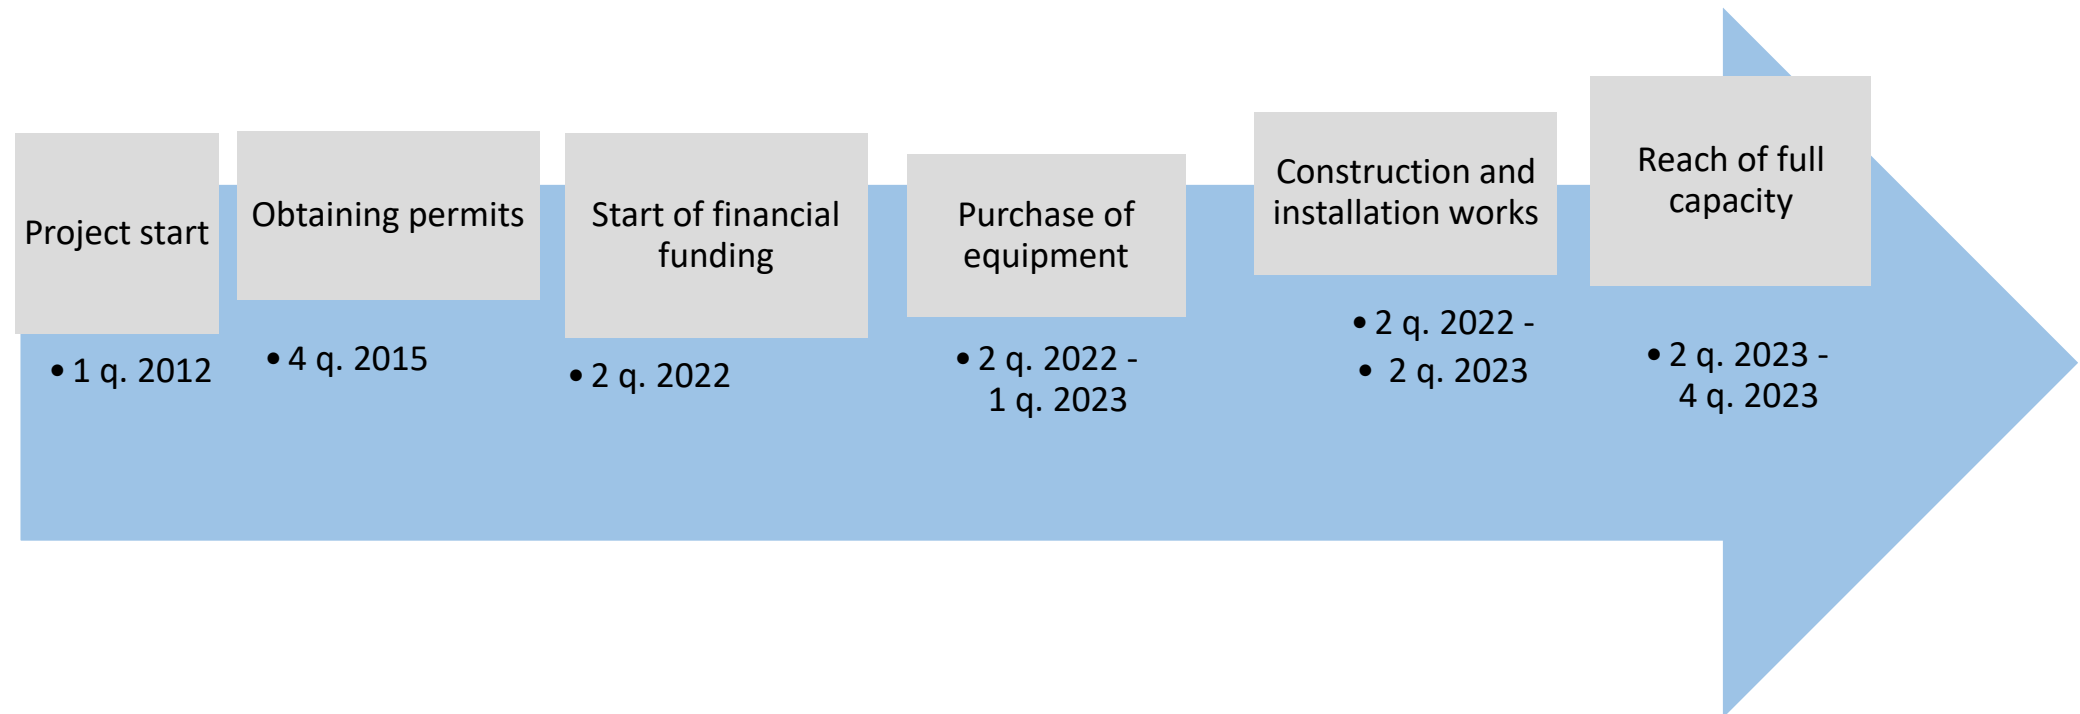 Project start
• 1 q. 2012
Obtaining permits
• 4 q. 2015
Start of financial
funding
• 2 q. 2022
Purchase of
equipment
• 2 q. 2022 -
1 q. 2023
Construction and
installation works
• 2 q. 2022 -
• 2 q. 2023
Reach of full
capacity
• 2 q. 2023 -
4 q. 2023